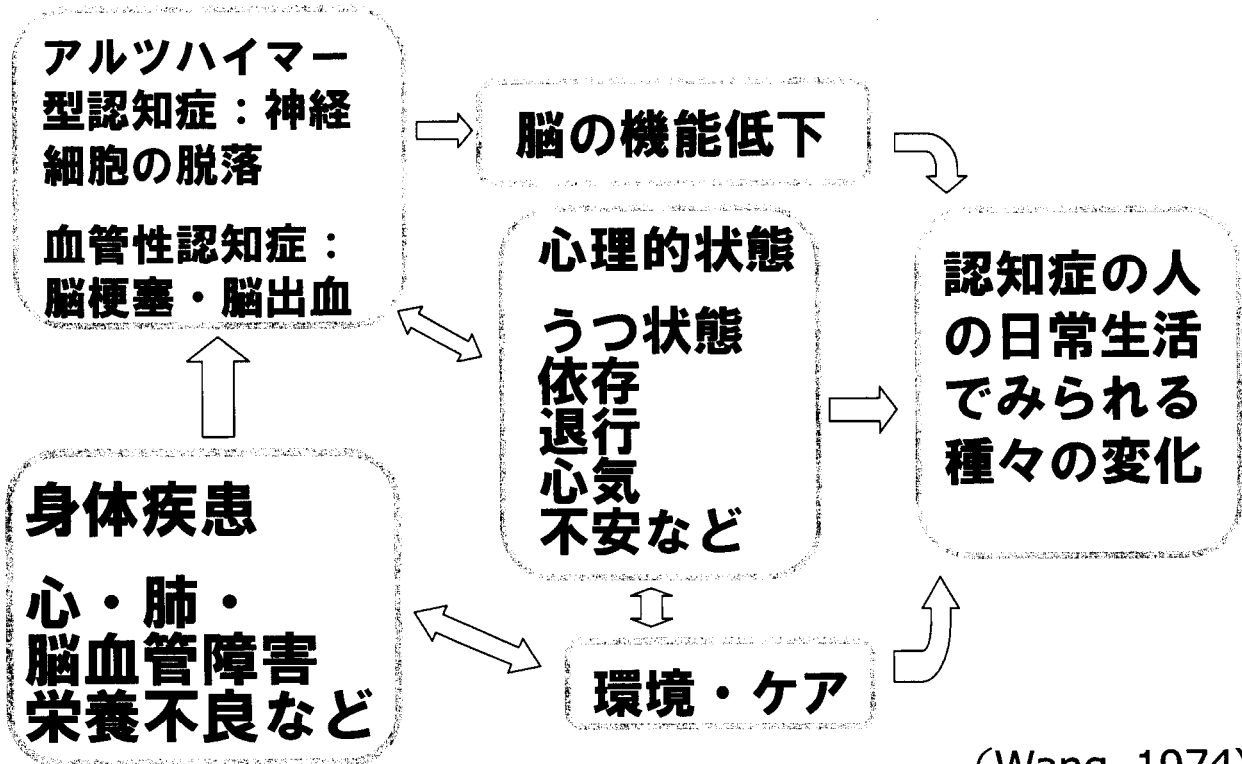 アルツハイマー
型認知症：神経
細胞の脱落
血管性認知症：
脳梗塞・脳出血
脳の機能低下
心理的状態
うつ状態
依存
退行
心気
不安など
認知症の人
の日常生活
でみられる
種々の変化
身体疾患
心・肺・
脳血管障害
栄養不良など
環境・ケア
(Wang, 1974)